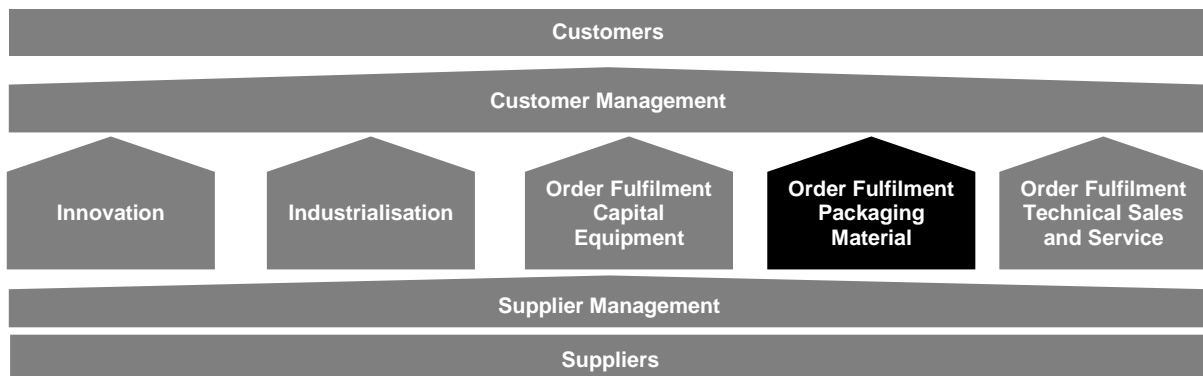 Customers
Customer Management
Innovation
Industrialisation
Order Fulfilment
Capital
Equipment
Order Fulfilment
Packaging
Material
Order Fulfilment
Technical Sales
and Service
Supplier Management
Suppliers